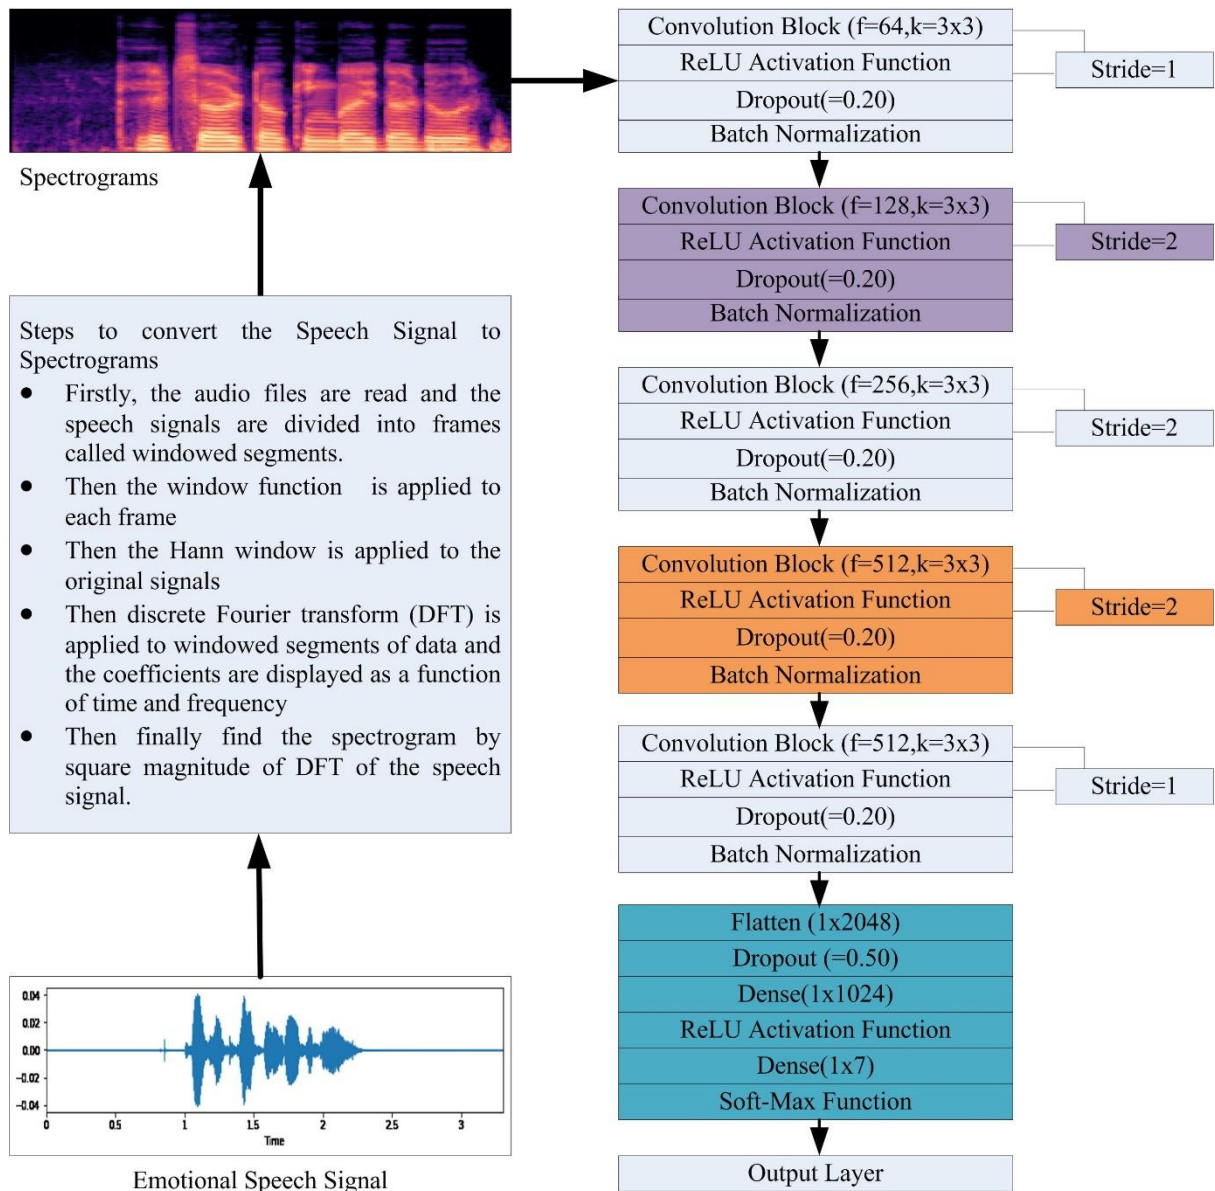 Spectrograms
Steps to convert the Speech Signal to
Spectrograms
● Firstly, the audio files are read and the
speech signals are divided into frames
called windowed segments.
● Then the window function is applied to
each frame
● Then the Hann window is applied to the
original signals
● Then discrete Fourier transform (DFT) is
applied to windowed segments of data and
the coefficients are displayed as a function
of time and frequency
● Then finally find the spectrogram by
square magnitude of DFT of the speech
signal.
0.04
0.02
0.00
−0.02
−0.04
0 0.5 1 1.5 2 2.5 3
Time
Emotional Speech Signal
Convolution Block (f=64,k=3x3)
ReLU Activation Function
Dropout(=0.20)
Batch Normalization
Stride=1
Convolution Block (f=128,k=3x3)
ReLU Activation Function
Dropout(=0.20)
Batch Normalization
Stride=2
Convolution Block (f=256,k=3x3)
ReLU Activation Function
Dropout(=0.20)
Batch Normalization
Stride=2
Convolution Block (f=512,k=3x3)
ReLU Activation Function
Dropout(=0.20)
Batch Normalization
Stride=2
Convolution Block (f=512,k=3x3)
ReLU Activation Function
Dropout(=0.20)
Batch Normalization
Stride=1
Flatten (1x2048)
Dropout (=0.50)
Dense(1x1024)
ReLU Activation Function
Dense(1x7)
Soft-Max Function
Output Layer